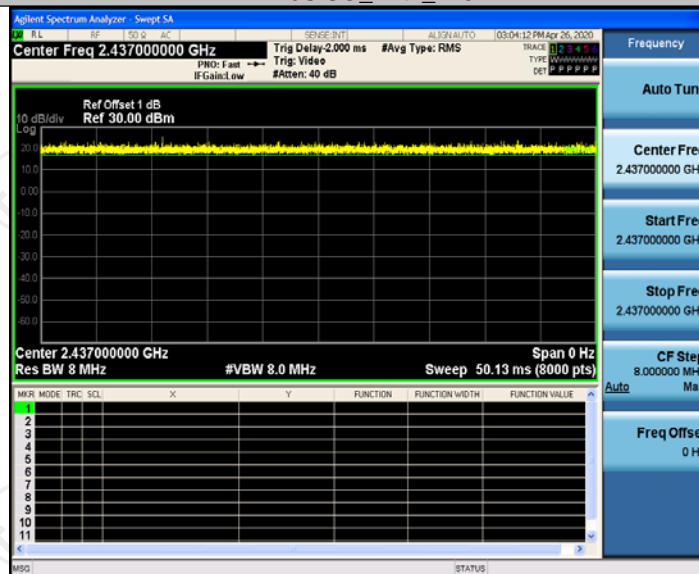 Agilent Spectrum Analyzer - Swept SA
RL RF 50 Ω AC SENSE:INT ALIGNAUTO 03:04:12 PM Apr 26, 2020
Center Freq 2.437000000 GHz
PNO: Fast
IFGain:Low
Trig Delay-2.000 ms
Trig: Video
#Atten: 40 dB
#Avg Type: RMS
TRACE 1 2 3 4 5 6
TYPE
DET P P P P P P
Ref Offset 1 dB
10 dB/div Ref 30.00 dBm
Log
20.0
10.0
0.00
-10.0
-20.0
-30.0
-40.0
-50.0
-60.0
Center 2.437000000 GHz Span 0 Hz
Res BW 8 MHz #VBW 8.0 MHz Sweep 50.13 ms (8000 pts)
MKR MODE TRC SCL X Y FUNCTION FUNCTION WIDTH FUNCTION VALUE
1
2
3
4
5
6
7
8
9
10
11
MSG STATUS
Frequency
Auto Tun
Center Fre
2.437000000 GH
Start Fre
2.437000000 GH
Stop Fre
2.437000000 GH
CF Step
8.000000 MH
Auto Ma
Freq Offse
0 H